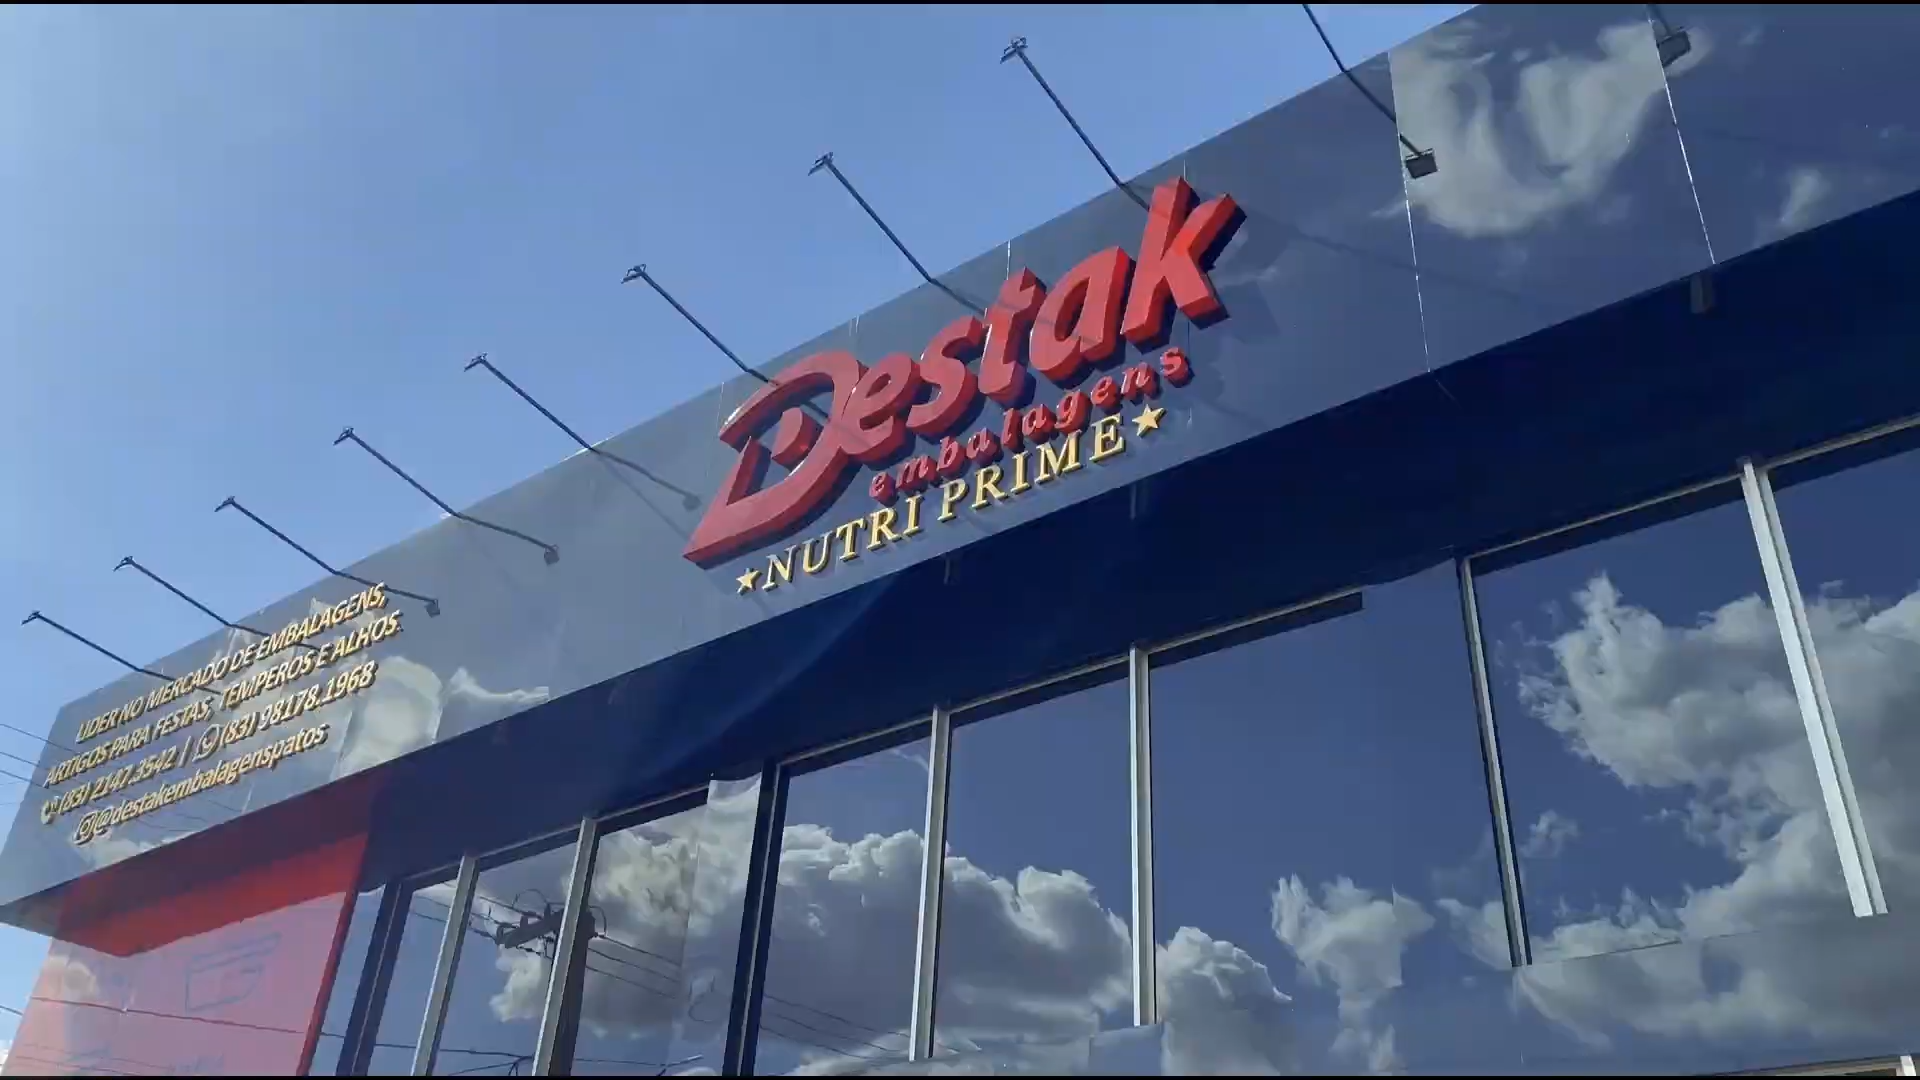 Destak
embalagens
★NUTRI PRIME★
LIDER NO MERCADO DE EMBALAGENS,
ARTIGOS PARA FESTAS, TEMPEROS E ALHOS.
(83) 2147.3542 | (83) 98178.1968
@destakembalagenspatos